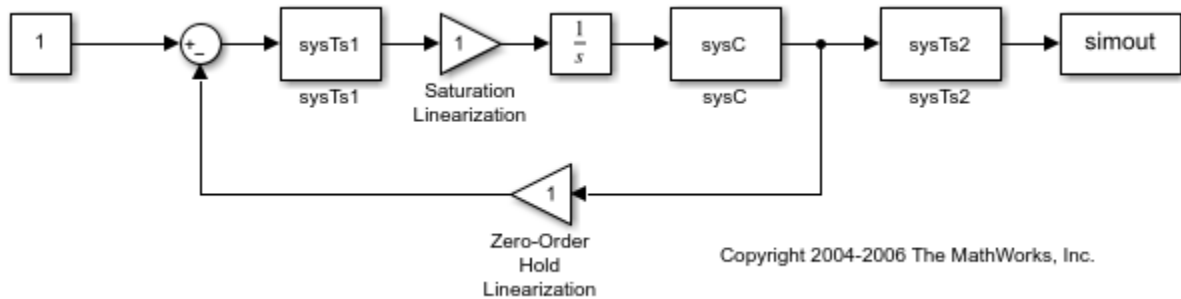 1
+
−
sysTs1
1
1
s
sysC
sysTs2
simout
sysTs1
Saturation
Linearization
sysC
sysTs2
1
Zero-Order
Hold
Linearization
Copyright 2004-2006 The MathWorks, Inc.